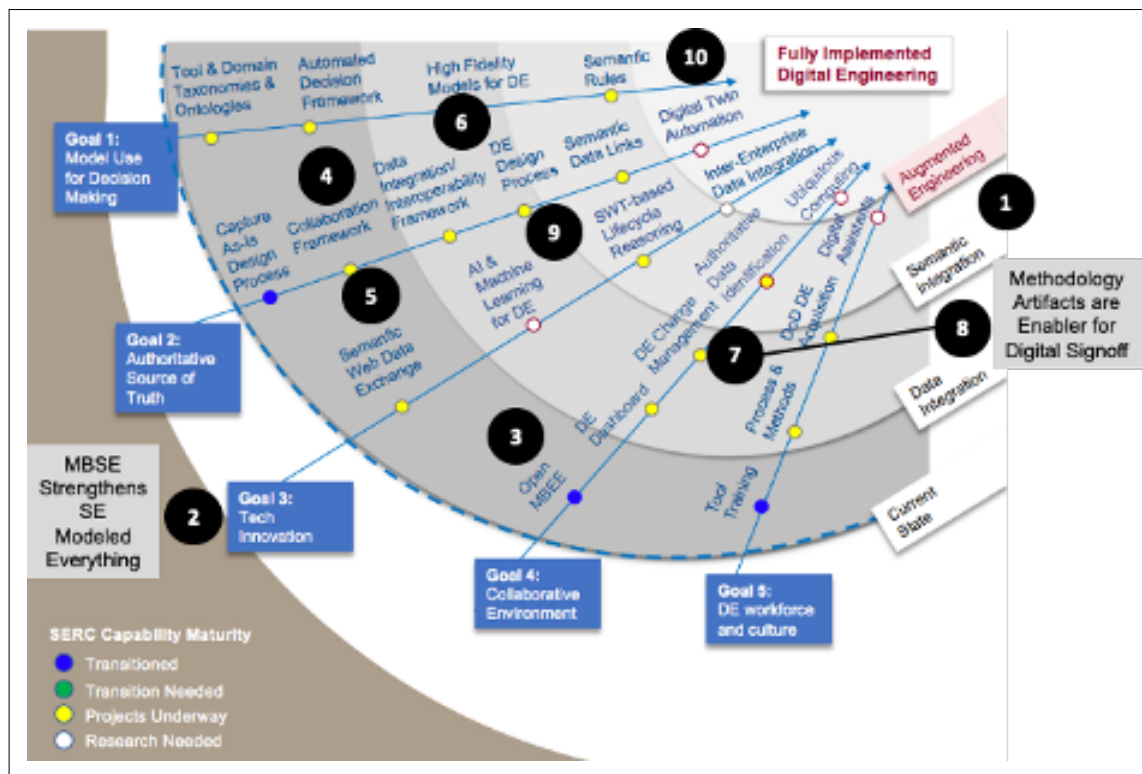 10
Fully Implemented
Digital Engineering
Tool & Domain
Taxonomies &
Ontologies
Automated
Decision
Framework
High Fidelity
Models for DE
Semantic
Rules
Goal 1:
Model Use
for Decision
Making
6
4
Digital Twin
Automation
Semantic
Data Links
DE
Design
Process
Data
Integration/
Interoperability
Framework
Collaboration
Framework
Capture
As-Is
Design
Process
Inter-Enterprise
Data Integration
Augmented
Engineering
1
Ubiquious
Computing
Digital
Assistants
Semantic
Integration
9
SWT-based
Lifecycle
Reasoning
AI & Machine
Learning
for DE
5
Goal 2:
Authoritative
Source of
Truth
Semantic
Web Data
Exchange
Authoritative
Data
Identification
DE Change
Management
DoD DE
Acquisition
7
8
Methodology
Artifacts are
Enabler for
Digital Signoff
Data
Integration
DE
Dashboard
Process &
Methods
3
Open
MBEE
Tool
Training
Current
State
MBSE
Strengthens
SE
Modeled
Everything
2
Goal 3:
Tech
Innovation
Goal 4:
Collaborative
Environment
Goal 5:
DE workforce
and culture
SERC Capability Maturity
Transitioned
Transition Needed
Projects Underway
Research Needed